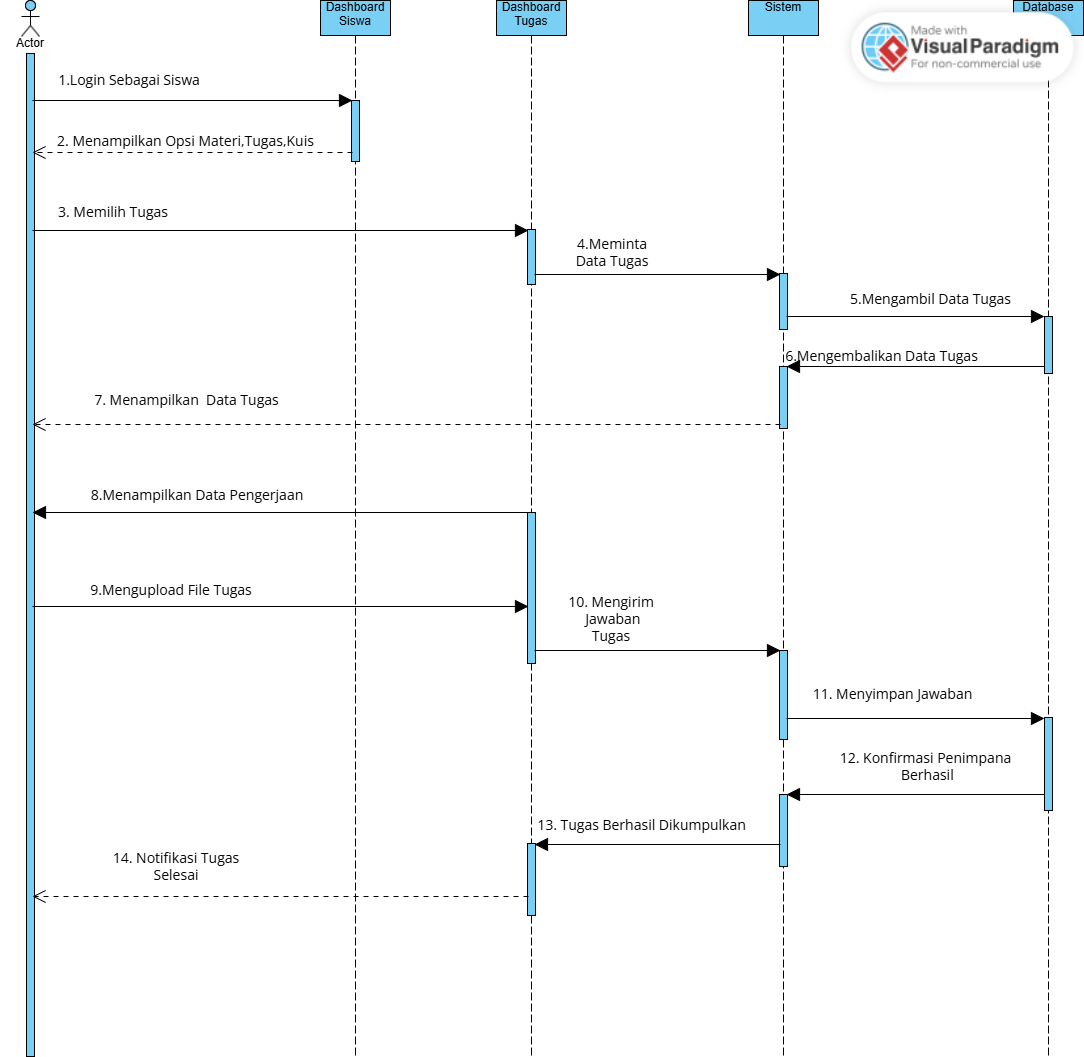 Dashboard
Siswa
Dashboard
Tugas
Sistem
Database
Made with
VisualParadigm
For non-commercial use
Actor
1.Login Sebagai Siswa
2. Menampilkan Opsi Materi,Tugas,Kuis
3. Memilih Tugas
4.Meminta
Data Tugas
5.Mengambil Data Tugas
6.Mengembalikan Data Tugas
7. Menampilkan  Data Tugas
8.Menampilkan Data Pengerjaan
9.Mengupload File Tugas
10. Mengirim
Jawaban
Tugas
11. Menyimpan Jawaban
12. Konfirmasi Penimpana
Berhasil
13. Tugas Berhasil Dikumpulkan
14. Notifikasi Tugas
Selesai